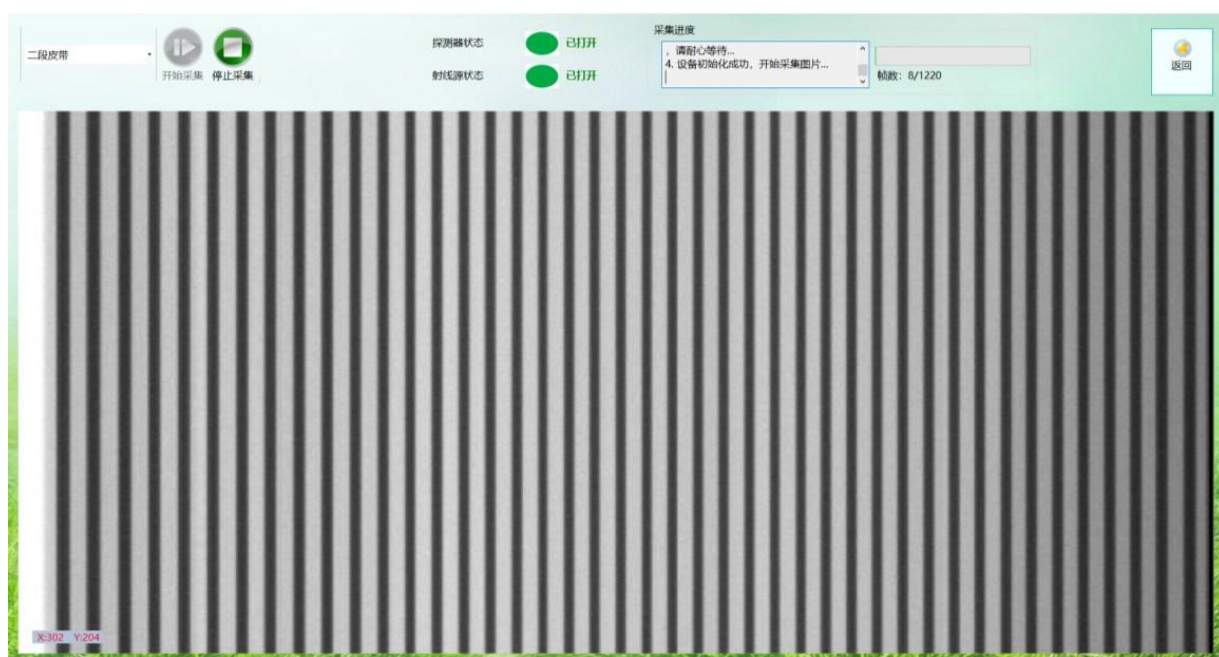 二段皮带
开始采集 停止采集
探测器状态 已打开
射线源状态 已打开
采集进度
，请耐心等待...
4. 设备初始化成功，开始采集图片...
帧数：8/1220
返回
X:302 Y:204